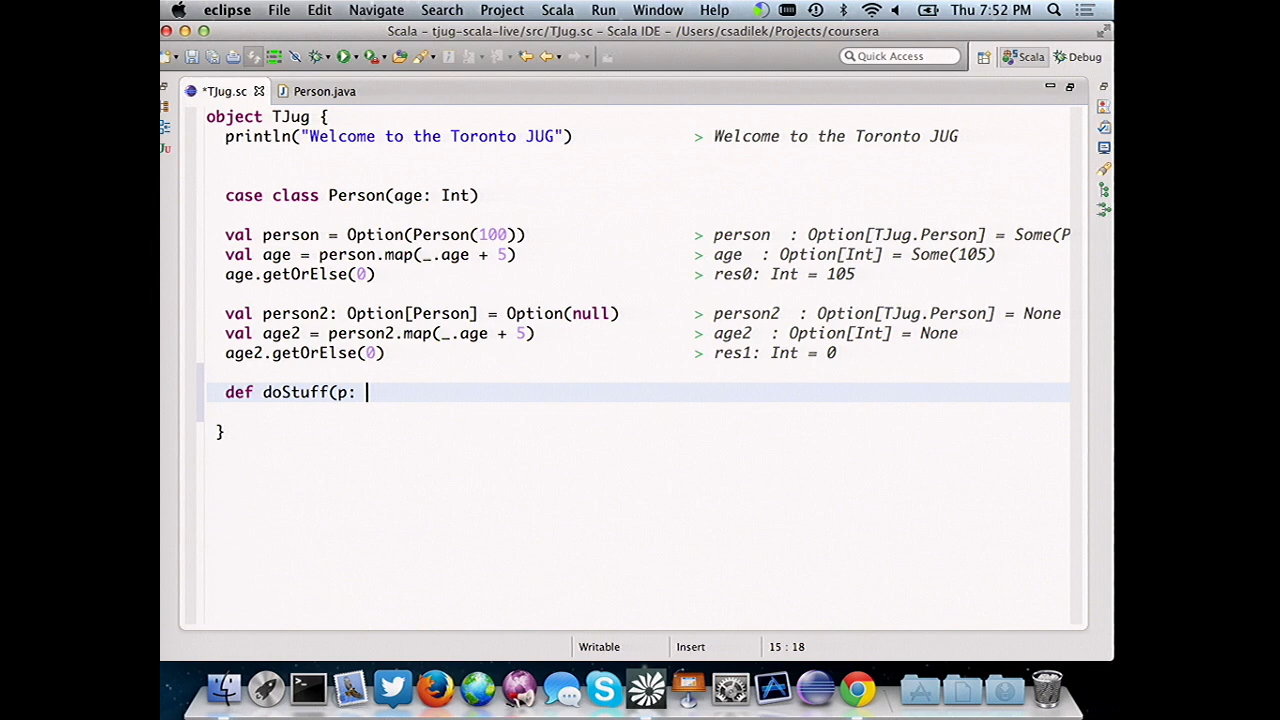 eclipse File Edit Navigate Search Project Scala Run Window Help Thu 7:52 PM
Scala - tjug-scala-live/src/TJug.sc - Scala IDE - /Users/csadilek/Projects/coursera
Quick Access Scala Debug
*TJug.sc Person.java
object TJug {
println("Welcome to the Toronto JUG") > Welcome to the Toronto JUG
case class Person(age: Int)
val person = Option(Person(100)) > person : Option[TJug.Person] = Some(P
val age = person.map(_.age + 5) > age : Option[Int] = Some(105)
age.getOrElse(0) > res0: Int = 105
val person2: Option[Person] = Option(null) > person2 : Option[TJug.Person] = None
val age2 = person2.map(_.age + 5) > age2 : Option[Int] = None
age2.getOrElse(0) > res1: Int = 0
def doStuff(p:
}
Writable Insert 15 : 18